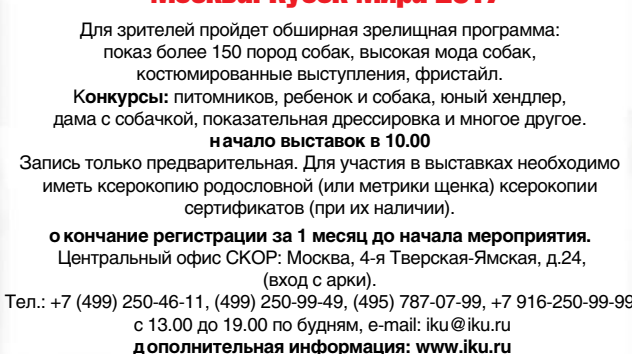 Москва. Кубок Мира 2017
Для зрителей пройдет обширная зрелищная программа:
показ более 150 пород собак, высокая мода собак,
костюмированные выступления, фристайл.
Конкурсы: питомников, ребенок и собака, юный хендлер,
дама с собачкой, показательная дрессировка и многое другое.
начало выставок в 10.00
Запись только предварительная. Для участия в выставках необходимо
иметь ксерокопию родословной (или метрики щенка) ксерокопии
сертификатов (при их наличии).
окончание регистрации за 1 месяц до начала мероприятия.
Центральный офис СКОР: Москва, 4-я Тверская-Ямская, д.24,
(вход с арки).
Тел.: +7 (499) 250-46-11, (499) 250-99-49, (495) 787-07-99, +7 916-250-99-99
с 13.00 до 19.00 по будням, e-mail: iku@iku.ru
дополнительная информация: www.iku.ru